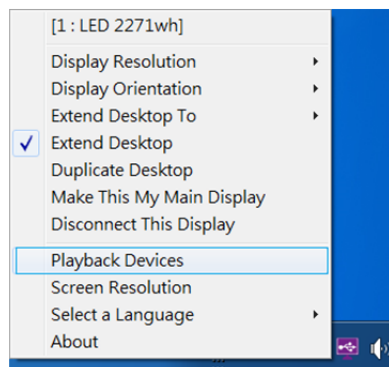 [1 : LED 2271wh]
Display Resolution
Display Orientation
Extend Desktop To
Extend Desktop
Duplicate Desktop
Make This My Main Display
Disconnect This Display
Playback Devices
Screen Resolution
Select a Language
About